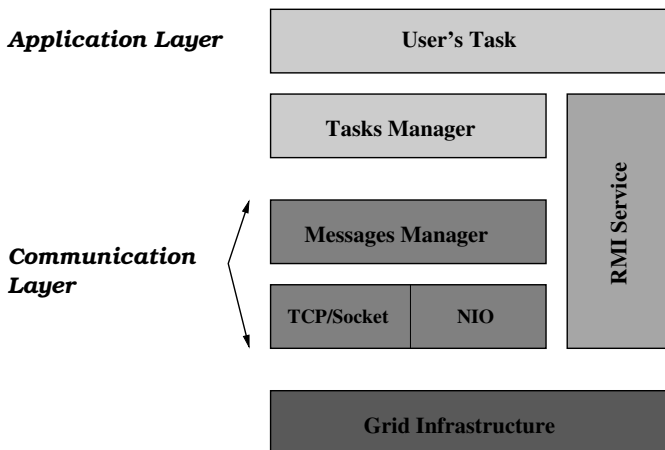 Application Layer
User's Task
Tasks Manager
RMI Service
Messages Manager
Communication
Layer
TCP/Socket
NIO
Grid Infrastructure